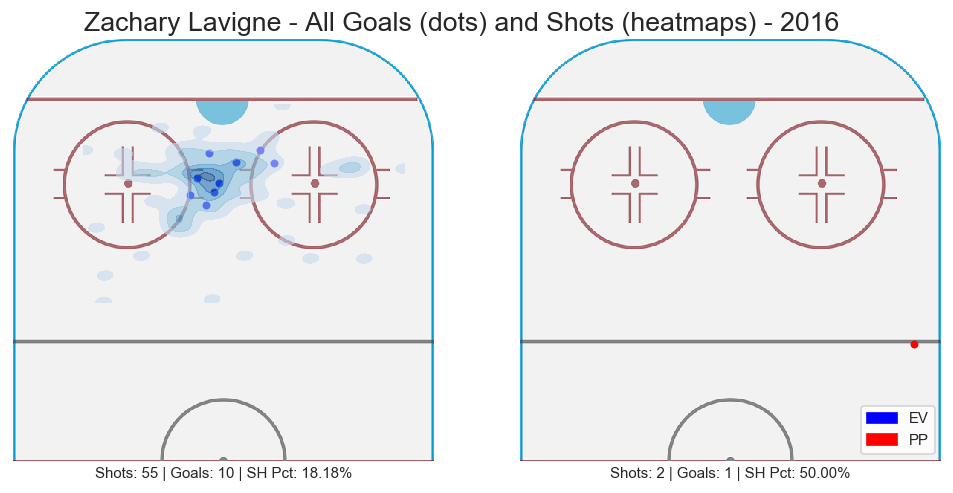 Zachary Lavigne - All Goals (dots) and Shots (heatmaps) - 2016
EV
PP
Shots: 55 | Goals: 10 | SH Pct: 18.18%
Shots: 2 | Goals: 1 | SH Pct: 50.00%